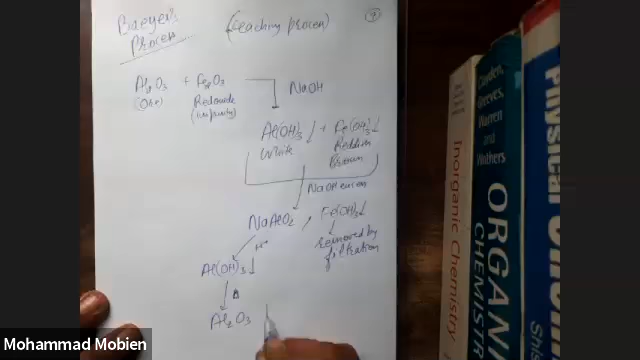 Baeyer's (Leaching process) 9
Process
Al2O3 + Fe2O3 NaOH
(Ore) Redoxide
(impurity)
Al(OH)3↓ + Fe(OH)3↓
White Reddish
Brown
NaOH excess
NaAlO2, Fe(OH)3↓
H+ removed by
filtration
Al(OH)3↓
Δ
Al2O3
Inorganic Chemistry
Clayden, Greeves,
Warren and
Wothers
ORGANIC
CHEMISTRY
Physical
Mohammad Mobien